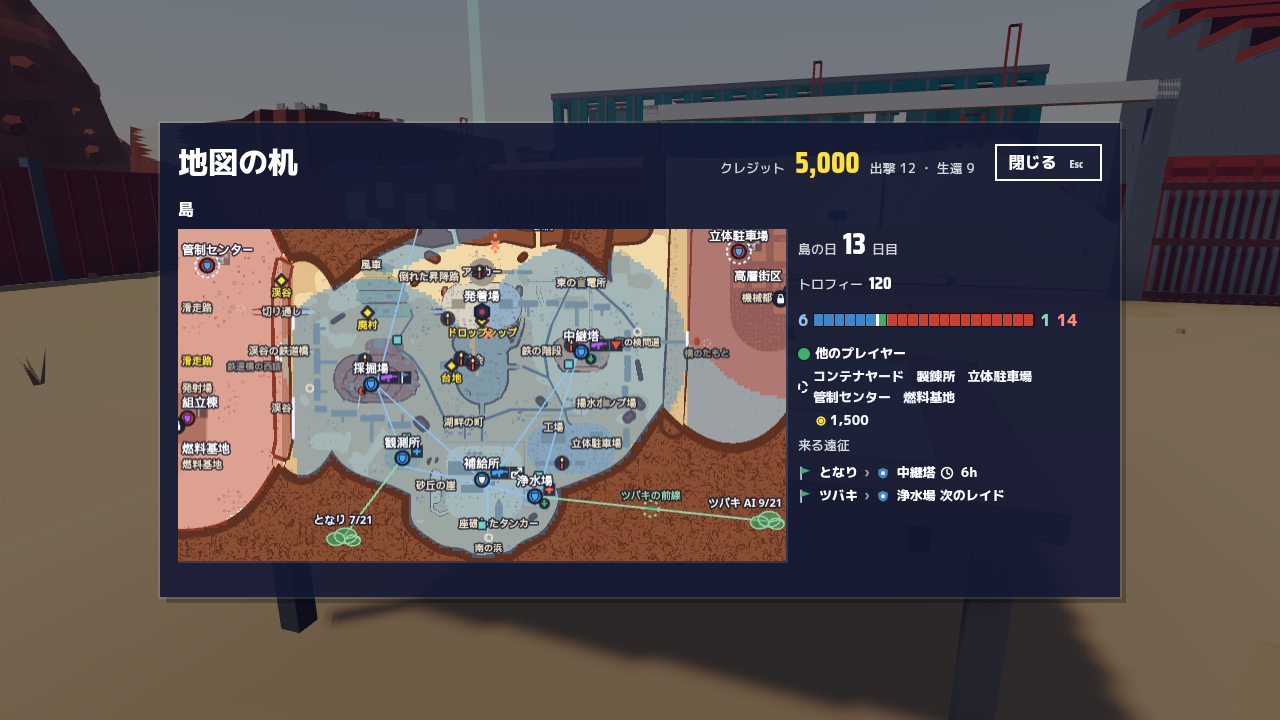 地図の机
クレジット 5,000 出撃 12 · 生還 9
閉じる Esc
島
管制センター
立体駐車場
風車
倒れた昇降路
東の変電所
高層街区
渓谷
発着場
滑走路
切り通し
廃村
ドロップシップ
中継塔
の検問所
渓谷の鉄道橋
鉄の階段
橋のたもと
滑走路
採掘場
台地
発射場
組立棟
渓谷
湖畔の町
揚水ポンプ場
工場
観測所
立体駐車場
燃料基地
燃料基地
補給所
砂丘の崖
浄水場
ツバキの前線
ツバキ AI 9/21
となり 7/21
南の浜
島の日 13 日目
トロフィー 120
6 1 14
他のプレイヤー
コンテナヤード 製錬所 立体駐車場
管制センター 燃料基地
1,500
来る遠征
となり › 中継塔 6h
ツバキ › 浄水場 次のレイド